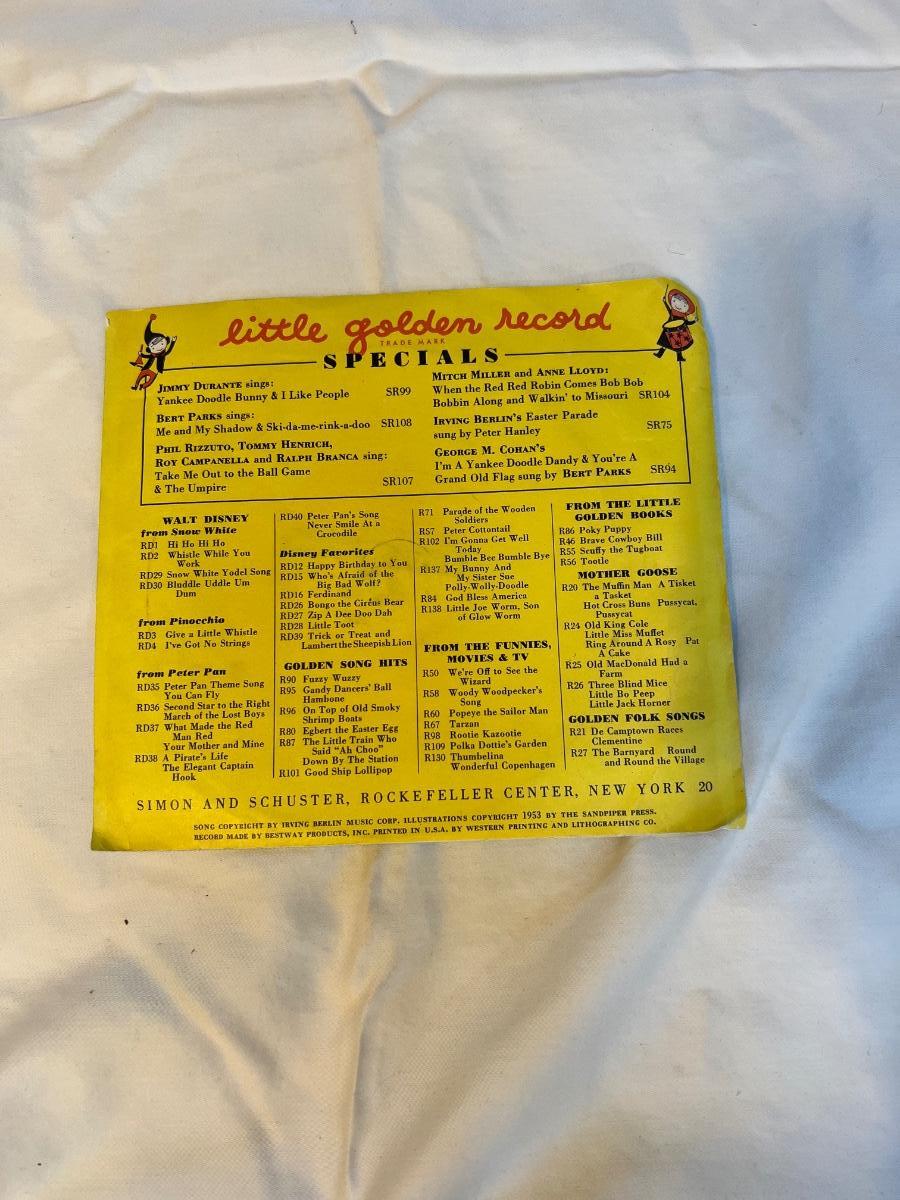 little golden record
TRADE MARK
SPECIALS
JIMMY DURANTE sings:
Yankee Doodle Bunny & I Like People SR99
BERT PARKS sings:
Me and My Shadow & Ski-da-me-rink-a-doo SR108
PHIL RIZZUTO, TOMMY HENRICH,
ROY CAMPANELLA and RALPH BRANCA sing:
Take Me Out to the Ball Game
& The Umpire SR107
MITCH MILLER and ANNE LLOYD:
When the Red Red Robin Comes Bob Bob
Bobbin Along and Walkin' to Missouri SR104
IRVING BERLIN'S Easter Parade
sung by Peter Hanley SR75
GEORGE M. COHAN'S
I'm A Yankee Doodle Dandy & You're A
Grand Old Flag sung by BERT PARKS SR94
WALT DISNEY
from Snow White
RD1 Hi Ho Hi Ho
RD2 Whistle While You
Work
RD29 Snow White Yodel Song
RD30 Bluddle Uddle Um
Dum
from Pinocchio
RD3 Give a Little Whistle
RD4 I've Got No Strings
from Peter Pan
RD35 Peter Pan Theme Song
You Can Fly
RD36 Second Star to the Right
March of the Lost Boys
RD37 What Made the Red
Man Red
Your Mother and Mine
RD38 A Pirate's Life
The Elegant Captain
Hook
RD40 Peter Pan's Song
Never Smile At a
Crocodile
Disney Favorites
RD12 Happy Birthday to You
RD15 Who's Afraid of the
Big Bad Wolf?
RD16 Ferdinand
RD26 Bongo the Circus Bear
RD27 Zip A Dee Doo Dah
RD28 Little Toot
RD39 Trick or Treat and
Lambert the Sheepish Lion
GOLDEN SONG HITS
R90 Fuzzy Wuzzy
R95 Gandy Dancers' Ball
Hambone
R96 On Top of Old Smoky
Shrimp Boats
R80 Egbert the Easter Egg
R87 The Little Train Who
Said "Ah Choo"
Down By The Station
R101 Good Ship Lollipop
R71 Parade of the Wooden
Soldiers
R57 Peter Cottontail
R102 I'm Gonna Get Well
Today
Bumble Bee Bumble Bye
R137 My Bunny And
My Sister Sue
Polly-Wolly-Doodle
R84 God Bless America
R138 Little Joe Worm, Son
of Glow Worm
FROM THE FUNNIES,
MOVIES & TV
R50 We're Off to See the
Wizard
R58 Woody Woodpecker's
Song
R60 Popeye the Sailor Man
R67 Tarzan
R98 Rootie Kazootie
R109 Polka Dottie's Garden
R130 Thumbelina
Wonderful Copenhagen
FROM THE LITTLE
GOLDEN BOOKS
R86 Poky Puppy
R46 Brave Cowboy Bill
R55 Scuffy the Tugboat
R56 Tootle
MOTHER GOOSE
R20 The Muffin Man A Tisket
a Tasket
Hot Cross Buns Pussycat,
Pussycat
R24 Old King Cole
Little Miss Muffet
Ring Around A Rosy Pat
A Cake
R25 Old MacDonald Had a
Farm
R26 Three Blind Mice
Little Bo Peep
Little Jack Horner
GOLDEN FOLK SONGS
R21 De Camptown Races
Clementine
R27 The Barnyard Round
and Round the Village
SIMON AND SCHUSTER, ROCKEFELLER CENTER, NEW YORK 20
SONG COPYRIGHT BY IRVING BERLIN MUSIC CORP. ILLUSTRATIONS COPYRIGHT 1953 BY THE SANDPIPER PRESS.
RECORD MADE BY BESTWAY PRODUCTS, INC. PRINTED IN U.S.A. BY WESTERN PRINTING AND LITHOGRAPHING CO.